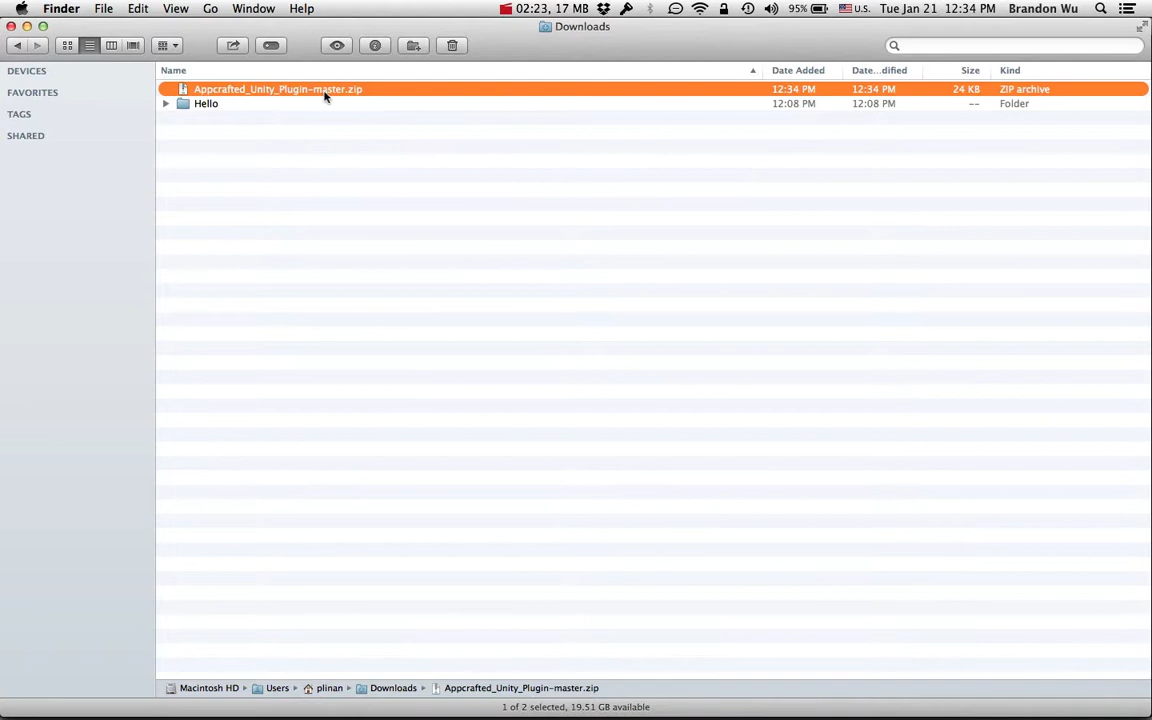 Finder File Edit View Go Window Help 02:23, 17 MB 95% U.S. Tue Jan 21 12:34 PM Brandon Wu
Downloads
DEVICES
FAVORITES
TAGS
SHARED
Name Date Added Date...dified Size Kind
Appcrafted_Unity_Plugin-master.zip 12:34 PM 12:34 PM 24 KB ZIP archive
Hello 12:08 PM 12:08 PM -- Folder
Macintosh HD Users plinan Downloads Appcrafted_Unity_Plugin-master.zip
1 of 2 selected, 19.51 GB available